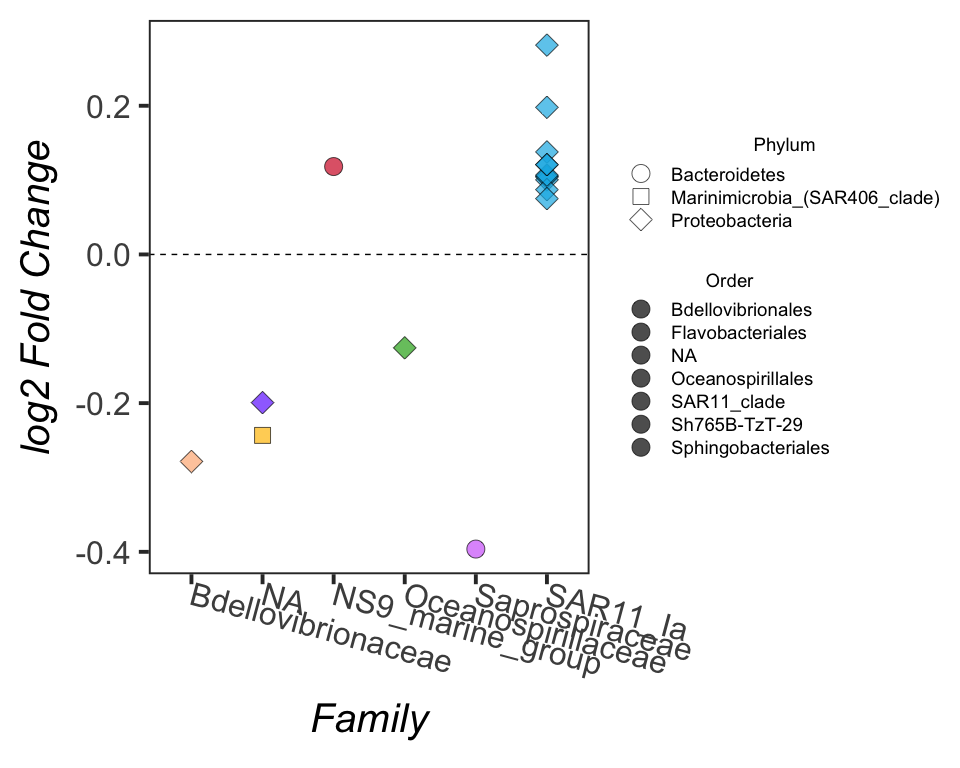 log2 Fold Change
0.2
0.0
-0.2
-0.4
Bdellovibrionaceae
NA
NS9_marine_group
Oceanospirillaceae
Saprospiraceae
SAR11_Ia
Family
Phylum
Bacteroidetes
Marinimicrobia_(SAR406_clade)
Proteobacteria
Order
Bdellovibrionales
Flavobacteriales
NA
Oceanospirillales
SAR11_clade
Sh765B-TzT-29
Sphingobacteriales